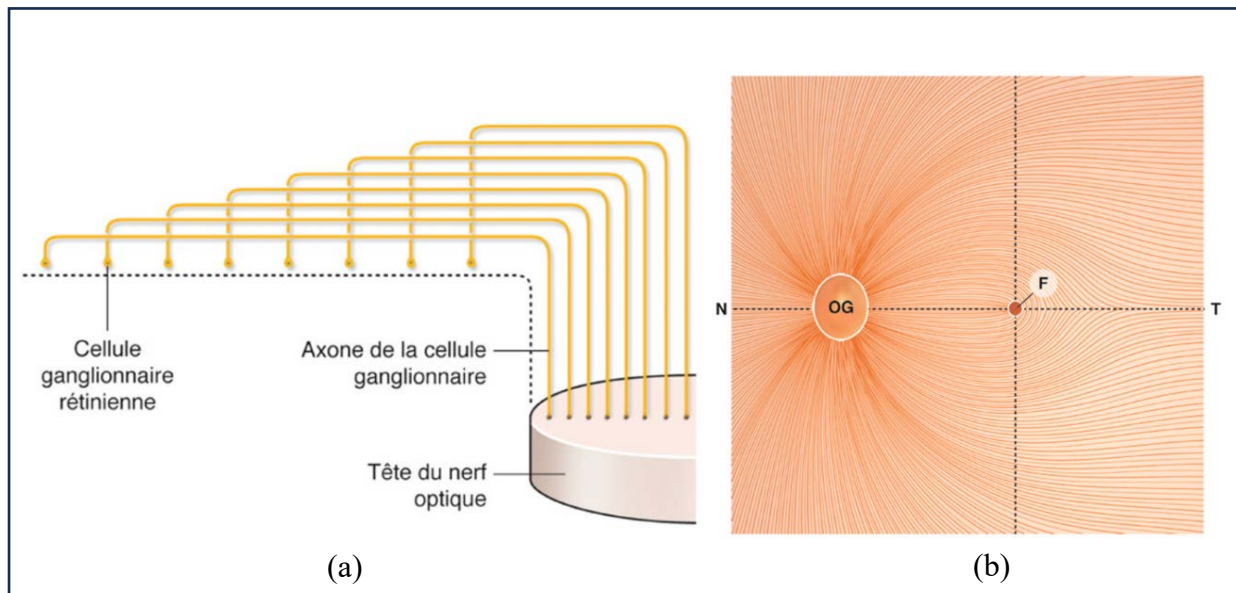 Cellule
ganglionnaire
rétinienne
Axone de la cellule
ganglionnaire
Tête du nerf
optique
(a)
N
OG
F
T
(b)